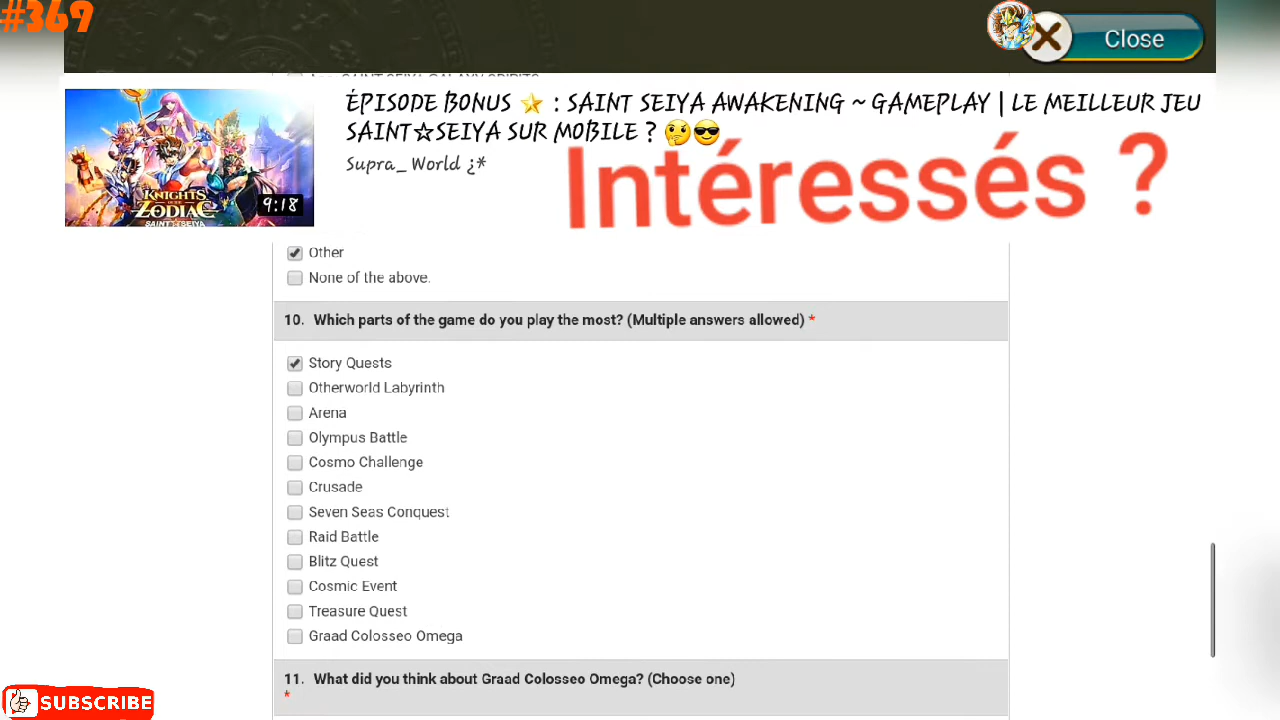 #369
Close
ÉPISODE BONUS ⭐ : SAINT SEIYA AWAKENING ~ GAMEPLAY | LE MEILLEUR JEU
SAINT☆SEIYA SUR MOBILE ? 🤔😎
Supra_World ¿*
Intéressés ?
KNIGHTS
OF THE
ZODIAC
SAINT SEIYA
9:18
Other
None of the above.
10. Which parts of the game do you play the most? (Multiple answers allowed) *
Story Quests
Otherworld Labyrinth
Arena
Olympus Battle
Cosmo Challenge
Crusade
Seven Seas Conquest
Raid Battle
Blitz Quest
Cosmic Event
Treasure Quest
Graad Colosseo Omega
11. What did you think about Graad Colosseo Omega? (Choose one)
*
SUBSCRIBE